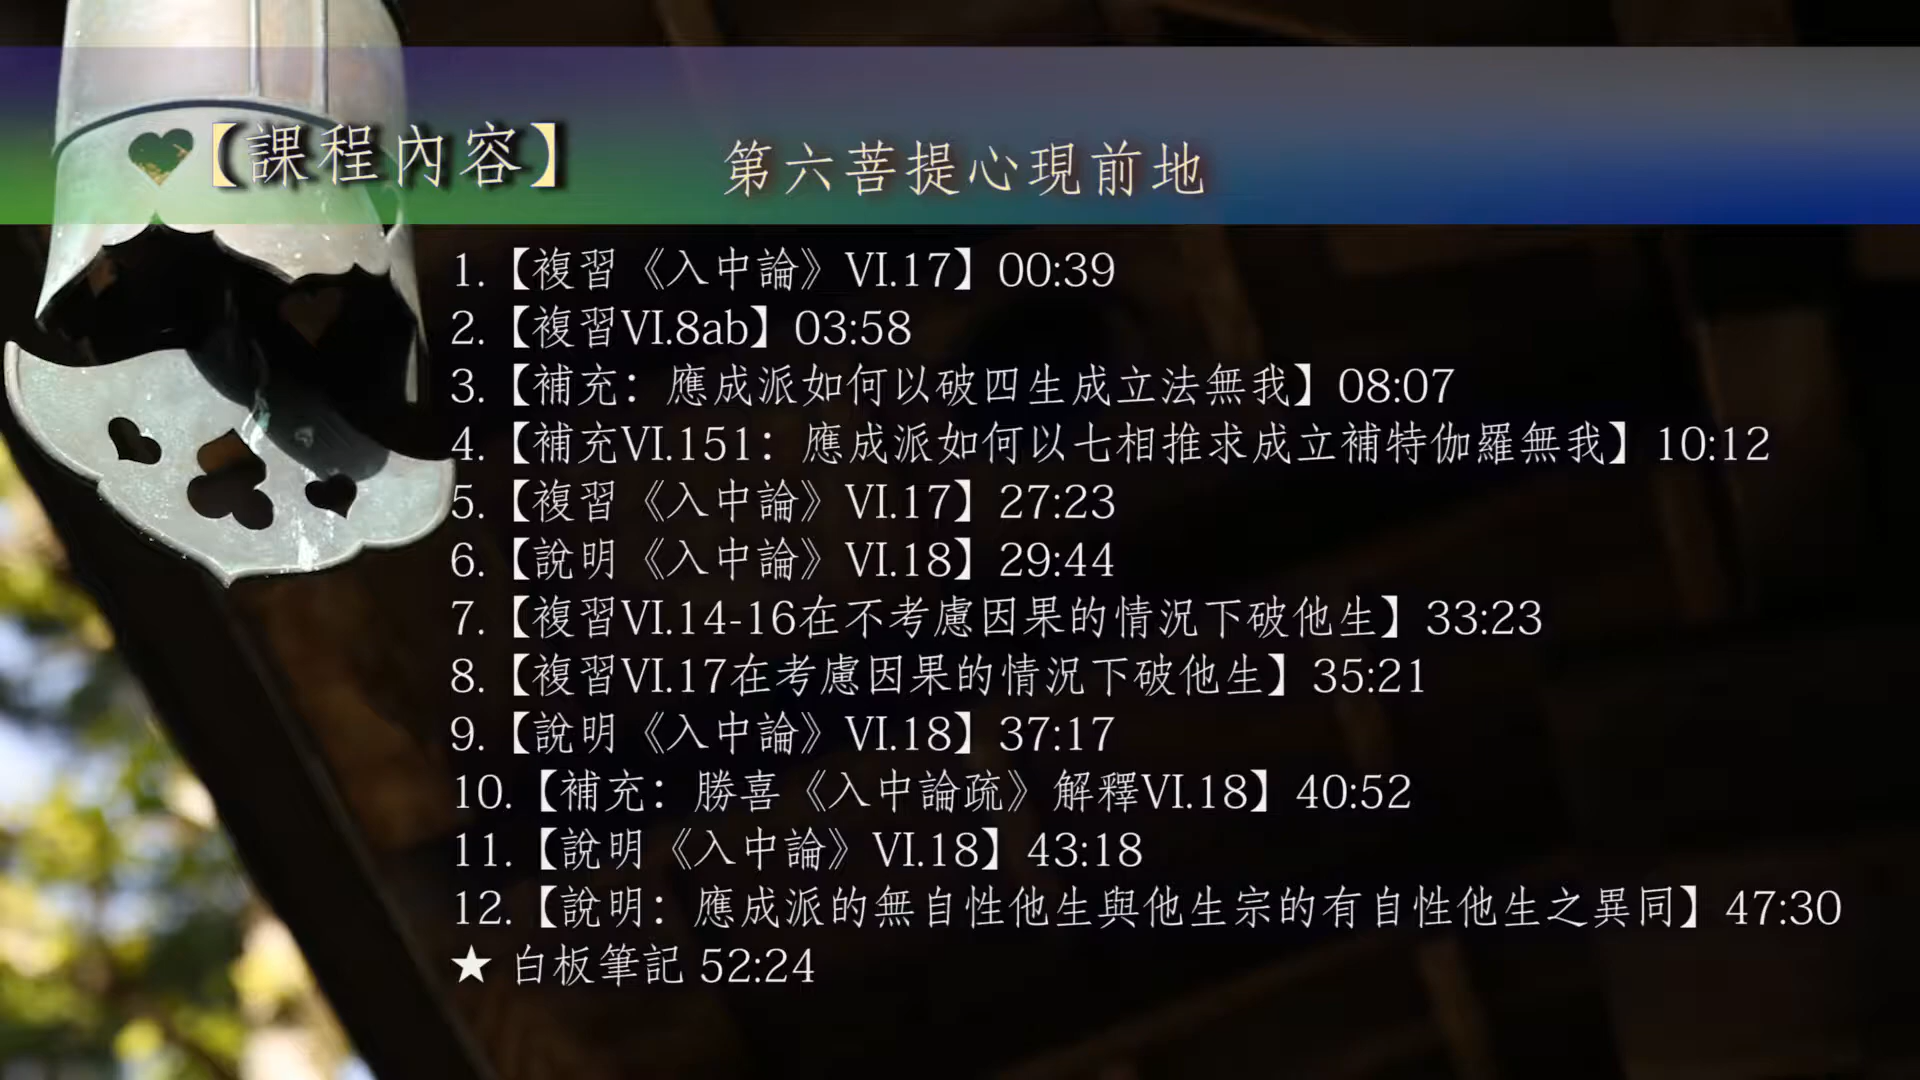 【課程內容】
第六菩提心現前地
1.【複習《入中論》VI.17】00:39
2.【複習VI.8ab】03:58
3.【補充：應成派如何以破四生成立法無我】08:07
4.【補充VI.151：應成派如何以七相推求成立補特伽羅無我】10:12
5.【複習《入中論》VI.17】27:23
6.【說明《入中論》VI.18】29:44
7.【複習VI.14-16在不考慮因果的情況下破他生】33:23
8.【複習VI.17在考慮因果的情況下破他生】35:21
9.【說明《入中論》VI.18】37:17
10.【補充：勝喜《入中論疏》解釋VI.18】40:52
11.【說明《入中論》VI.18】43:18
12.【說明：應成派的無自性他生與他生宗的有自性他生之異同】47:30
★ 白板筆記 52:24